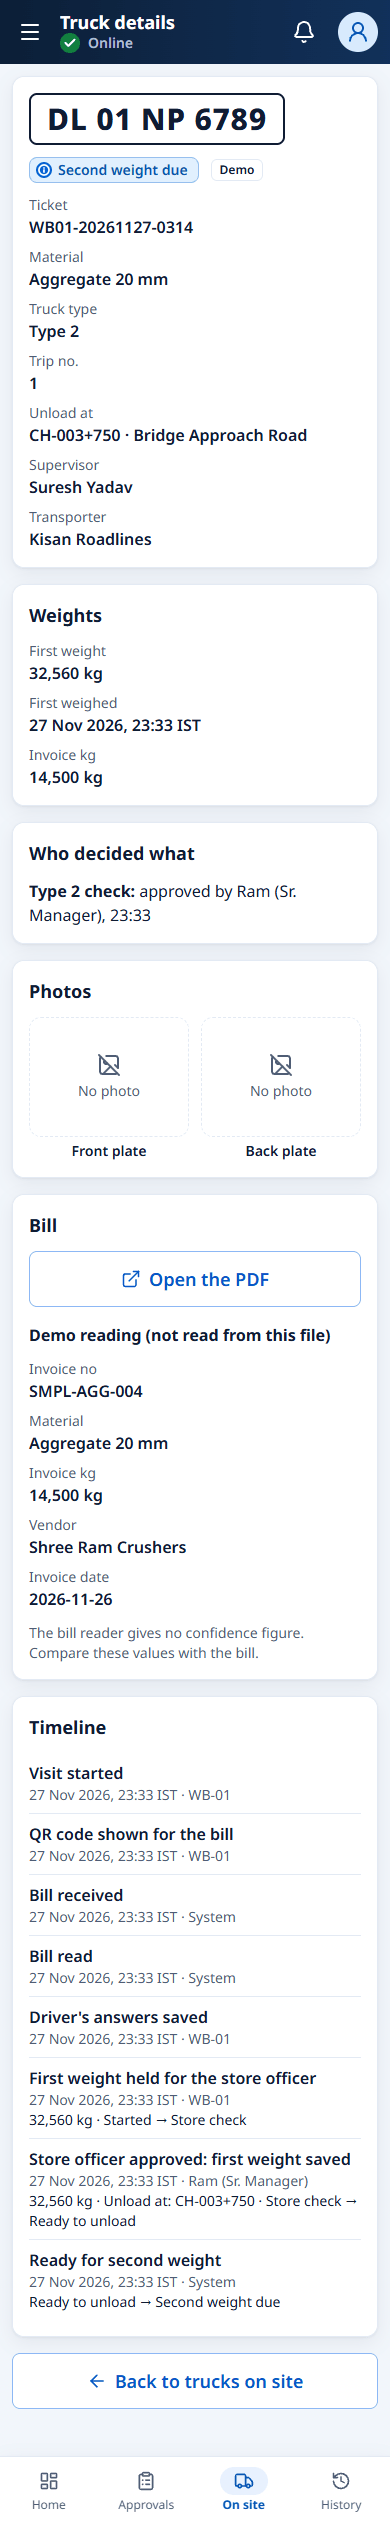 Truck details
Online
DL 01 NP 6789
Second weight due
Demo
Ticket
WB01-20261127-0314
Material
Aggregate 20 mm
Truck type
Type 2
Trip no.
1
Unload at
CH-003+750 · Bridge Approach Road
Supervisor
Suresh Yadav
Transporter
Kisan Roadlines
Weights
First weight
32,560 kg
First weighed
27 Nov 2026, 23:33 IST
Invoice kg
14,500 kg
Who decided what
Type 2 check: approved by Ram (Sr.
Manager), 23:33
Photos
No photo
No photo
Front plate
Back plate
Bill
Open the PDF
Demo reading (not read from this file)
Invoice no
SMPL-AGG-004
Material
Aggregate 20 mm
Invoice kg
14,500 kg
Vendor
Shree Ram Crushers
Invoice date
2026-11-26
The bill reader gives no confidence figure.
Compare these values with the bill.
Timeline
Visit started
27 Nov 2026, 23:33 IST · WB-01
QR code shown for the bill
27 Nov 2026, 23:33 IST · WB-01
Bill received
27 Nov 2026, 23:33 IST · System
Bill read
27 Nov 2026, 23:33 IST · System
Driver's answers saved
27 Nov 2026, 23:33 IST · WB-01
First weight held for the store officer
27 Nov 2026, 23:33 IST · WB-01
32,560 kg · Started → Store check
Store officer approved: first weight saved
27 Nov 2026, 23:33 IST · Ram (Sr. Manager)
32,560 kg · Unload at: CH-003+750 · Store check →
Ready to unload
Ready for second weight
27 Nov 2026, 23:33 IST · System
Ready to unload → Second weight due
Back to trucks on site
Home
Approvals
On site
History